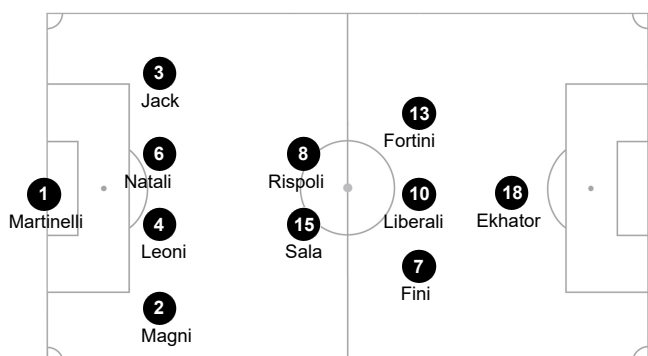 3
Jack
13
Fortini
6
Natali
8
Rispoli
1
Martinelli
10
Liberali
18
Ekhator
4
Leoni
15
Sala
7
Fini
2
Magni